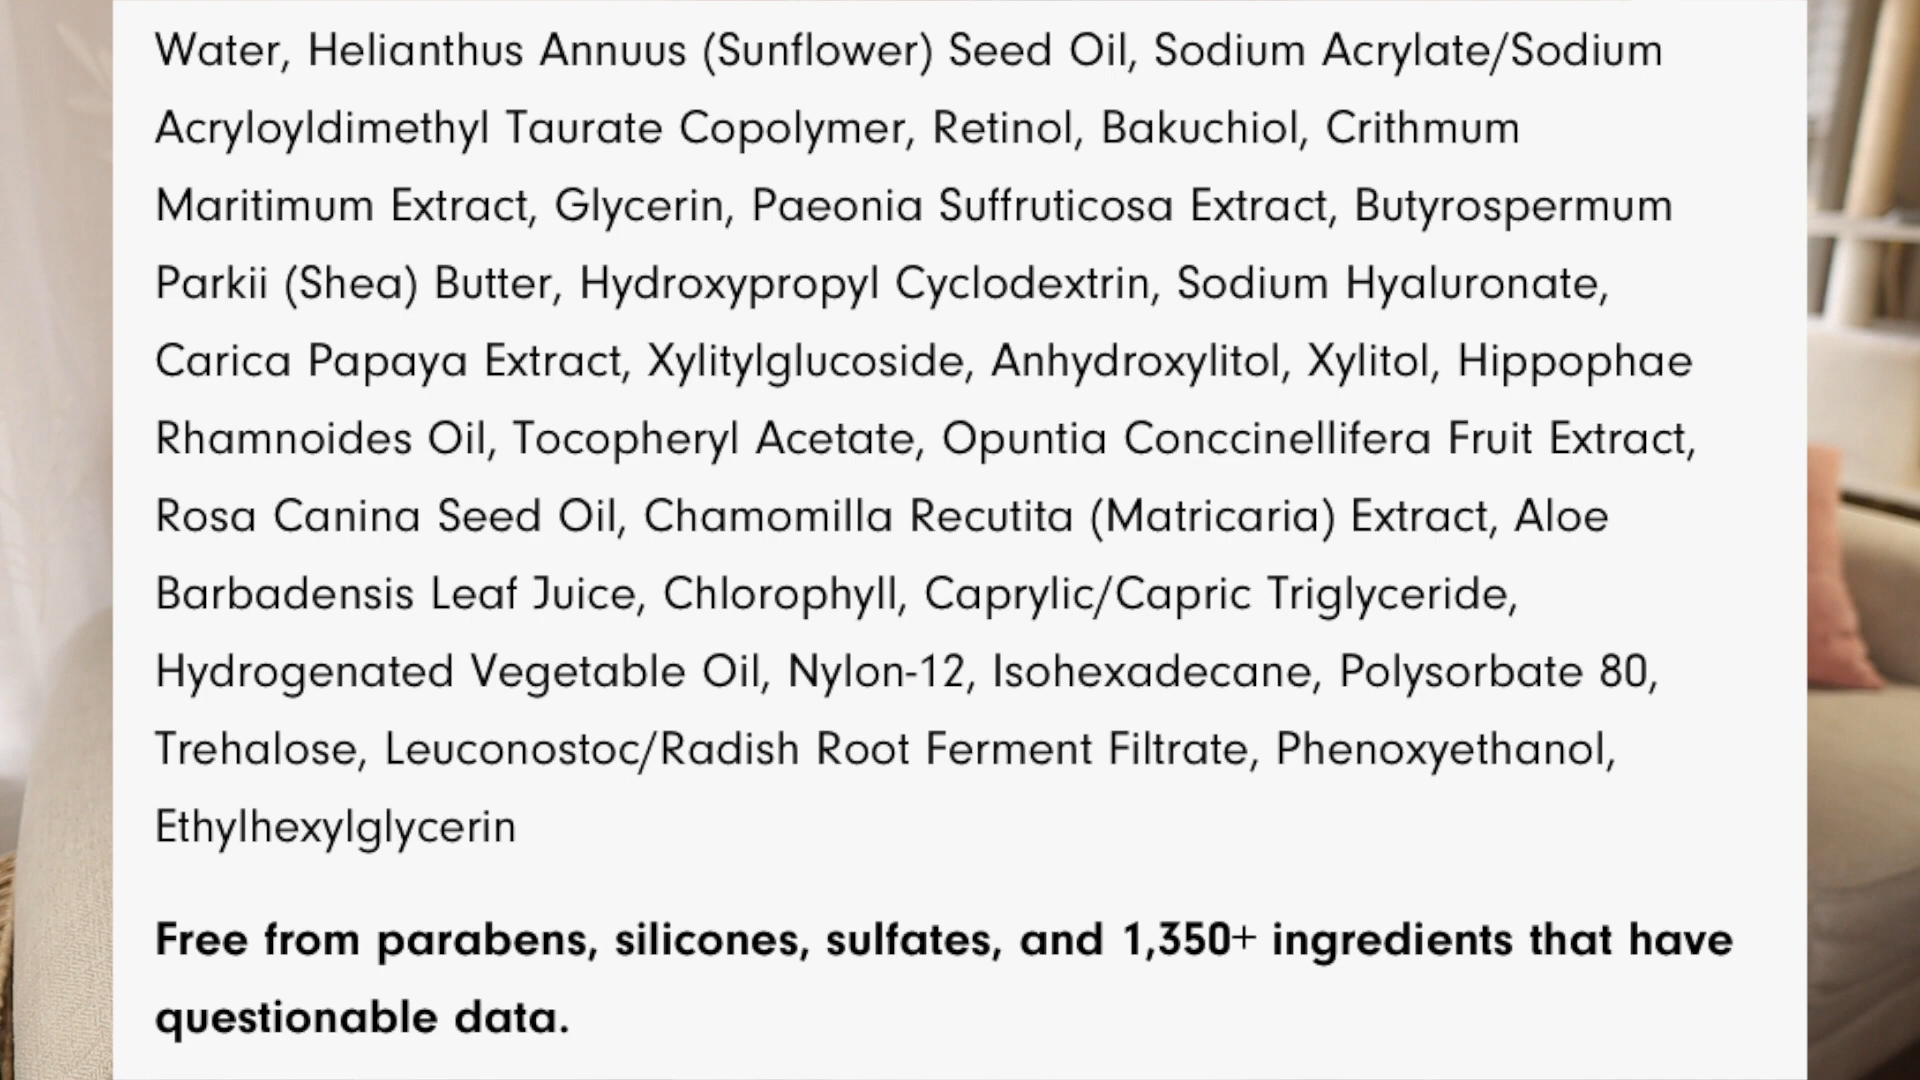 Water, Helianthus Annuus (Sunflower) Seed Oil, Sodium Acrylate/Sodium
Acryloyldimethyl Taurate Copolymer, Retinol, Bakuchiol, Crithmum
Maritimum Extract, Glycerin, Paeonia Suffruticosa Extract, Butyrospermum
Parkii (Shea) Butter, Hydroxypropyl Cyclodextrin, Sodium Hyaluronate,
Carica Papaya Extract, Xylitylglucoside, Anhydroxylitol, Xylitol, Hippophae
Rhamnoides Oil, Tocopheryl Acetate, Opuntia Conccinellifera Fruit Extract,
Rosa Canina Seed Oil, Chamomilla Recutita (Matricaria) Extract, Aloe
Barbadensis Leaf Juice, Chlorophyll, Caprylic/Capric Triglyceride,
Hydrogenated Vegetable Oil, Nylon-12, Isohexadecane, Polysorbate 80,
Trehalose, Leuconostoc/Radish Root Ferment Filtrate, Phenoxyethanol,
Ethylhexylglycerin
Free from parabens, silicones, sulfates, and 1,350+ ingredients that have
questionable data.